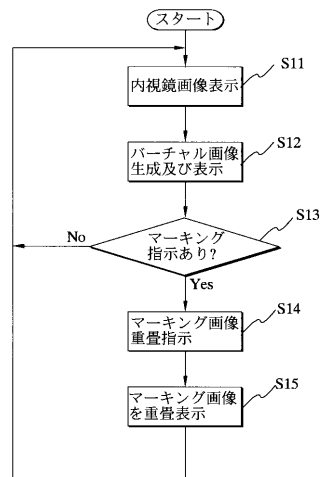 スタート
S11
内視鏡画像表示
S12
バーチャル画像
生成及び表示
S13
マーキング
指示あり?
No
Yes
S14
マーキング画像
重畳指示
S15
マーキング画像
を重畳表示